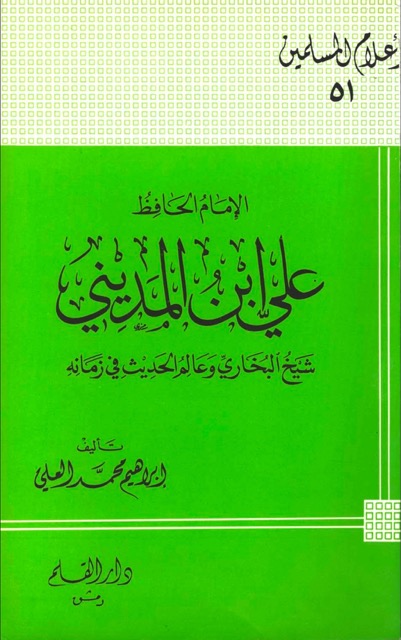 أعلام المسلمين
٥١
الإمام الحافظ
علي ابن المديني
شيخ البخاري وعالم الحديث في زمانه
تأليف
إبراهيم محمد العلي
دار القلم
دمشق